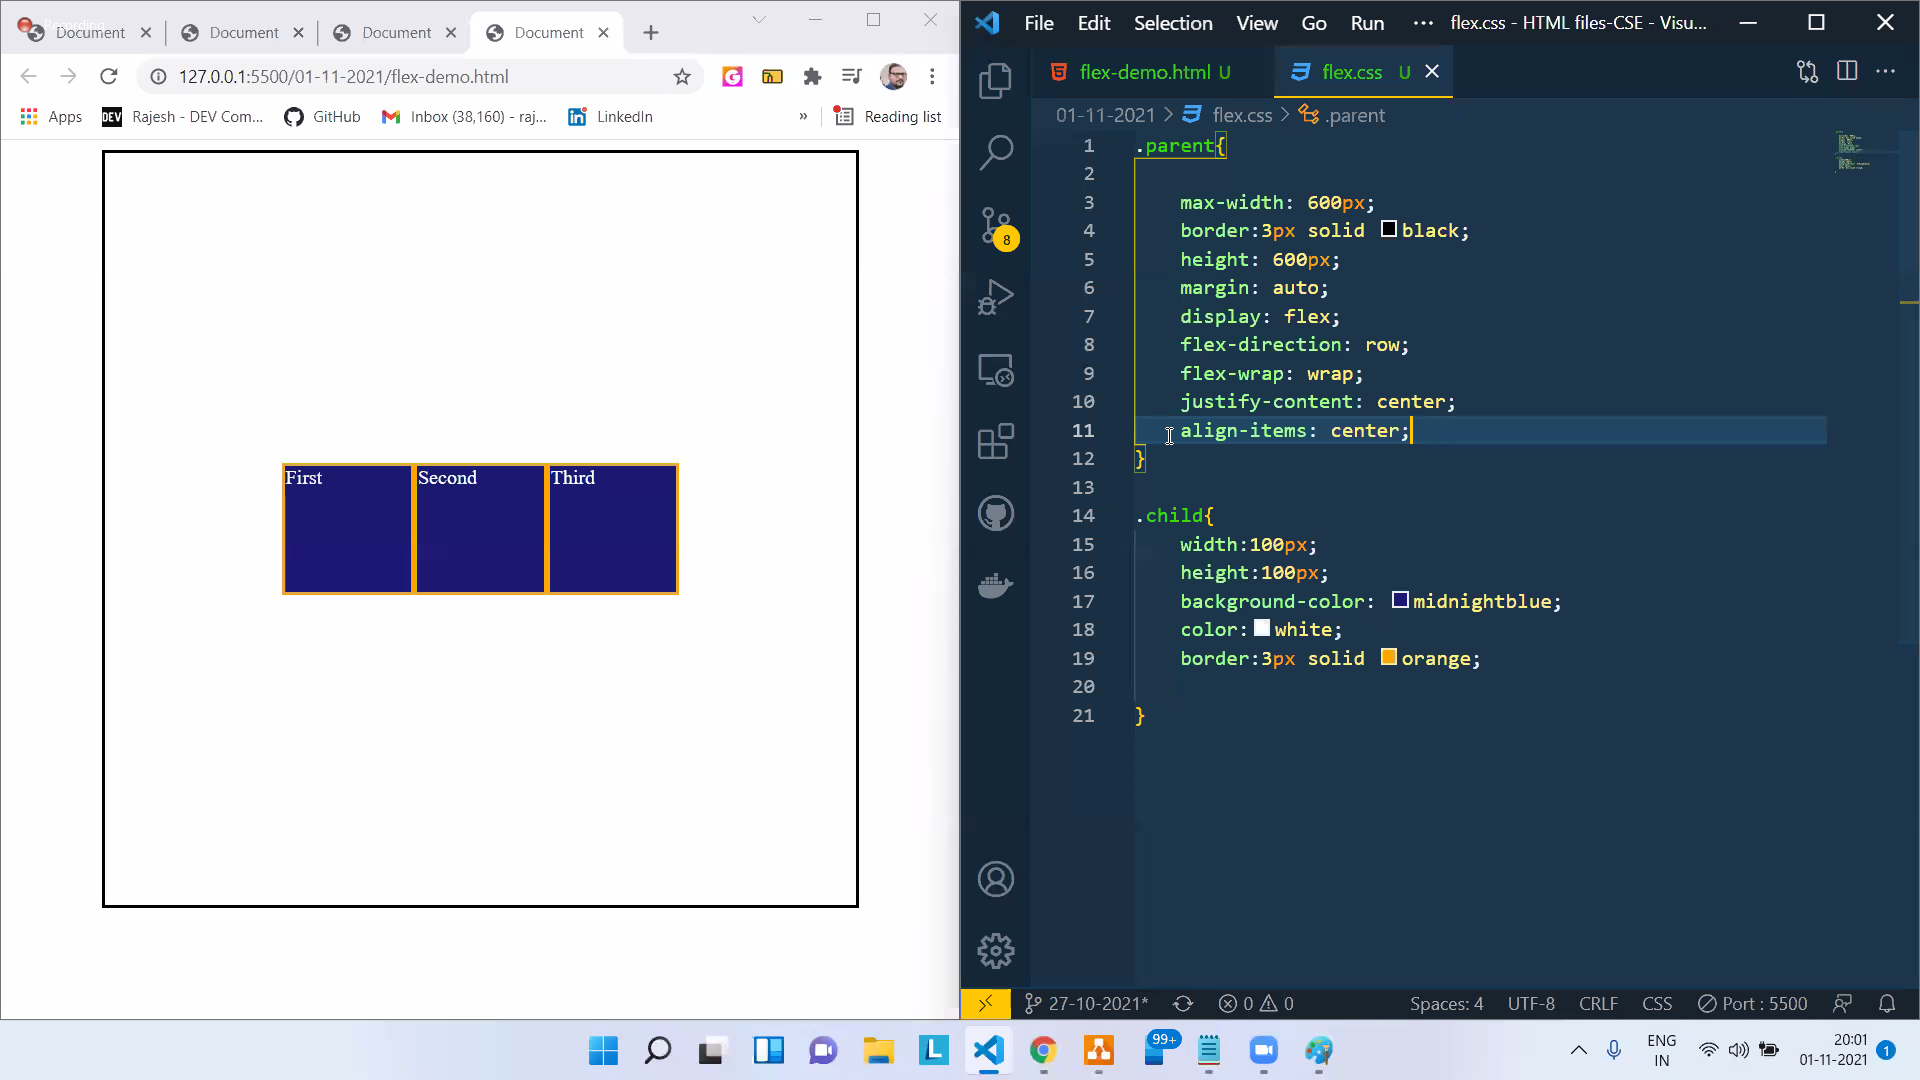 Recording
Document
Document
Document
Document
127.0.0.1:5500/01-11-2021/flex-demo.html
Apps
DEV
Rajesh - DEV Com...
GitHub
Inbox (38,160) - raj...
LinkedIn
»
Reading list
First
Second
Third
File Edit Selection View Go Run ··· flex.css - HTML files-CSE - Visu...
flex-demo.html U
flex.css U
01-11-2021 > flex.css > .parent
8
1 .parent{
2
3 max-width: 600px;
4 border:3px solid black;
5 height: 600px;
6 margin: auto;
7 display: flex;
8 flex-direction: row;
9 flex-wrap: wrap;
10 justify-content: center;
11 align-items: center;
12 }
13
14 .child{
15 width:100px;
16 height:100px;
17 background-color: midnightblue;
18 color: white;
19 border:3px solid orange;
20
21 }
27-10-2021* 0 0 Spaces: 4 UTF-8 CRLF CSS Port : 5500
L
99+
ENG
IN
20:01
01-11-2021
1